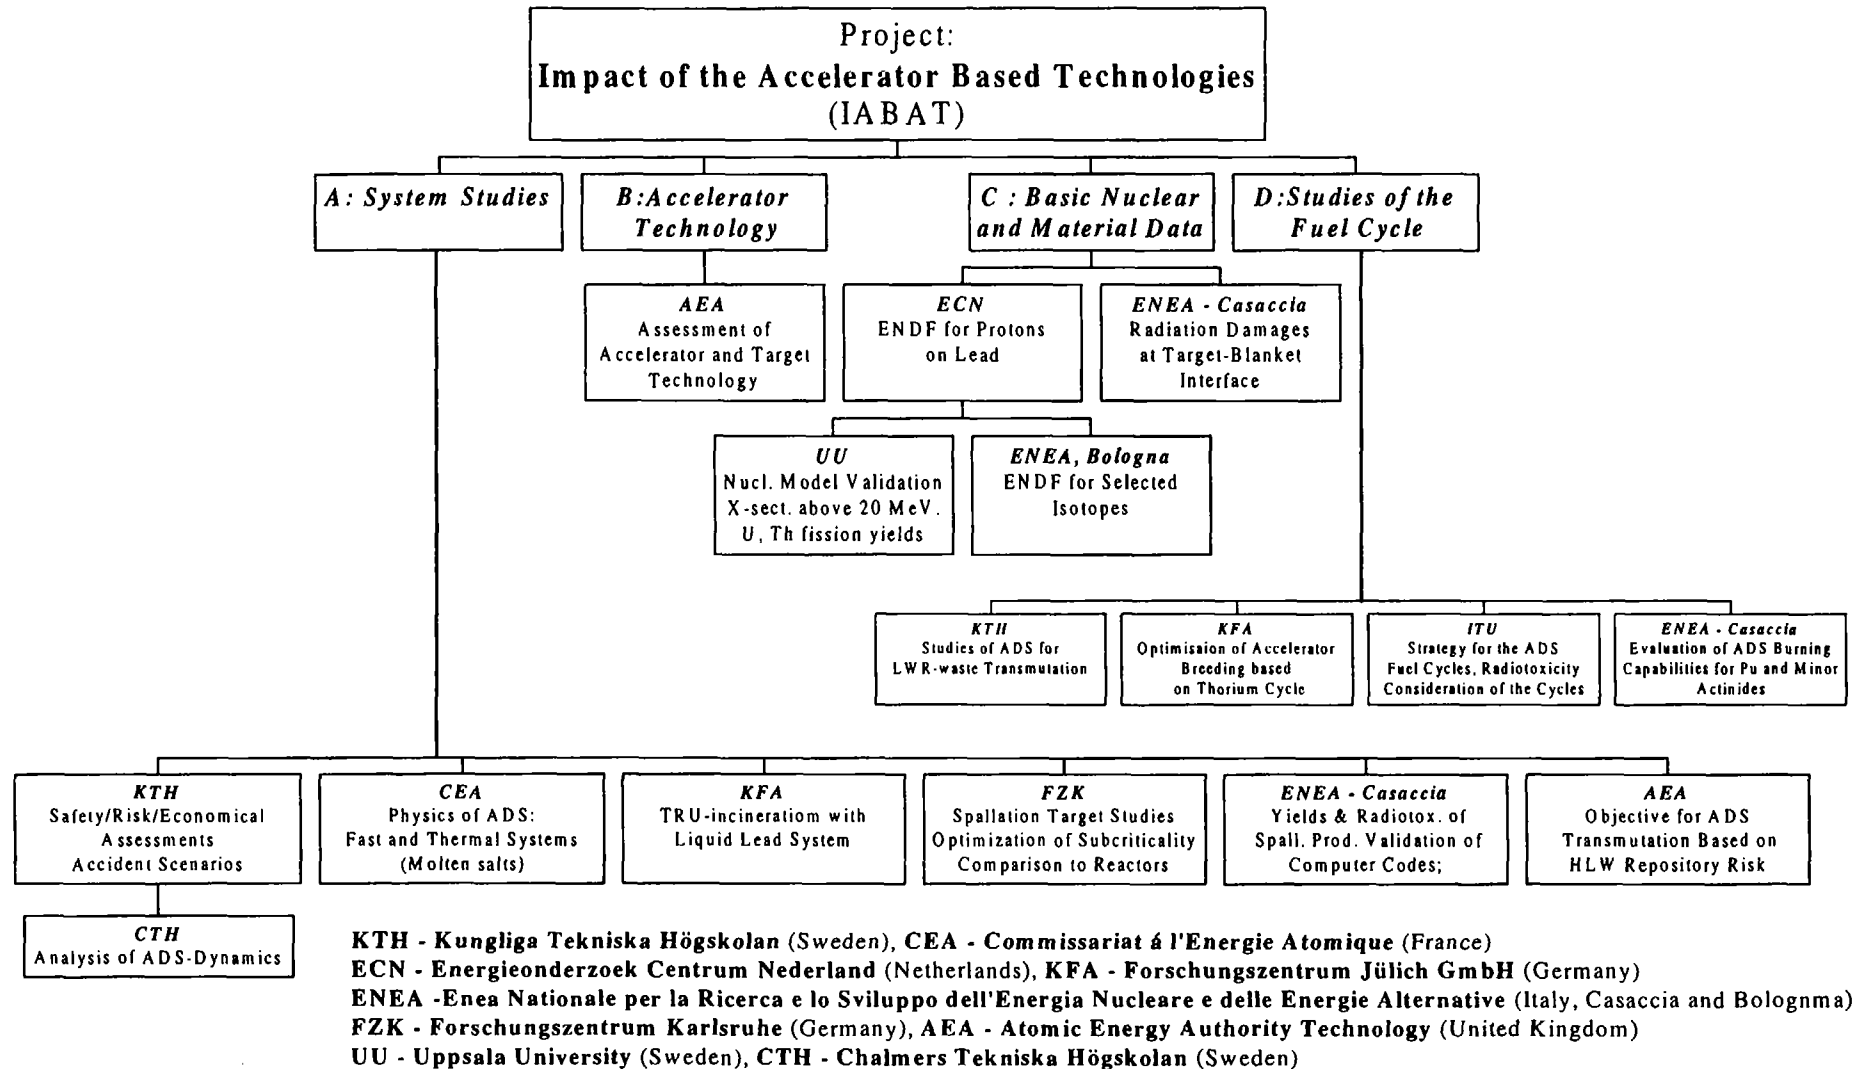 Project:
Impact of the Accelerator Based Technologies
(IABAT)
A: System Studies
B:Accelerator
Technology
C : Basic Nuclear
and Material Data
D:Studies of the
Fuel Cycle
AEA
Assessment of
Accelerator and Target
Technology
ECN
ENDF for Protons
on Lead
ENEA - Casaccia
Radiation Damages
at Target-Blanket
Interface
UU
Nucl. Model Validation
X-sect. above 20 MeV.
U, Th fission yields
ENEA, Bologna
ENDF for Selected
Isotopes
KTH
Studies of ADS for
LWR-waste Transmutation
KFA
Optimisaion of Accelerator
Breeding based
on Thorium Cycle
ITU
Strategy for the ADS
Fuel Cycles, Radiotoxicity
Consideration of the Cycles
ENEA - Casaccia
Evaluation of ADS Burning
Capabilities for Pu and Minor
Actinides
KTH
Safety/Risk/Economical
Assessments
Accident Scenarios
CEA
Physics of ADS:
Fast and Thermal Systems
(Molten salts)
KFA
TRU-incineratiom with
Liquid Lead System
FZK
Spallation Target Studies
Optimization of Subcriticality
Comparison to Reactors
ENEA - Casaccia
Yields & Radiotox. of
Spall. Prod. Validation of
Computer Codes;
AEA
Objective for ADS
Transmutation Based on
HLW Repository Risk
CTH
Analysis of ADS-Dynamics
KTH - Kungliga Tekniska Högskolan (Sweden), CEA - Commissariat á l'Energie Atomique (France)
ECN - Energieonderzoek Centrum Nederland (Netherlands), KFA - Forschungszentrum Jülich GmbH (Germany)
ENEA -Enea Nationale per la Ricerca e lo Sviluppo dell'Energia Nucleare e delle Energie Alternative (Italy, Casaccia and Bolognma)
FZK - Forschungszentrum Karlsruhe (Germany), AEA - Atomic Energy Authority Technology (United Kingdom)
UU - Uppsala University (Sweden), CTH - Chalmers Tekniska Högskolan (Sweden)